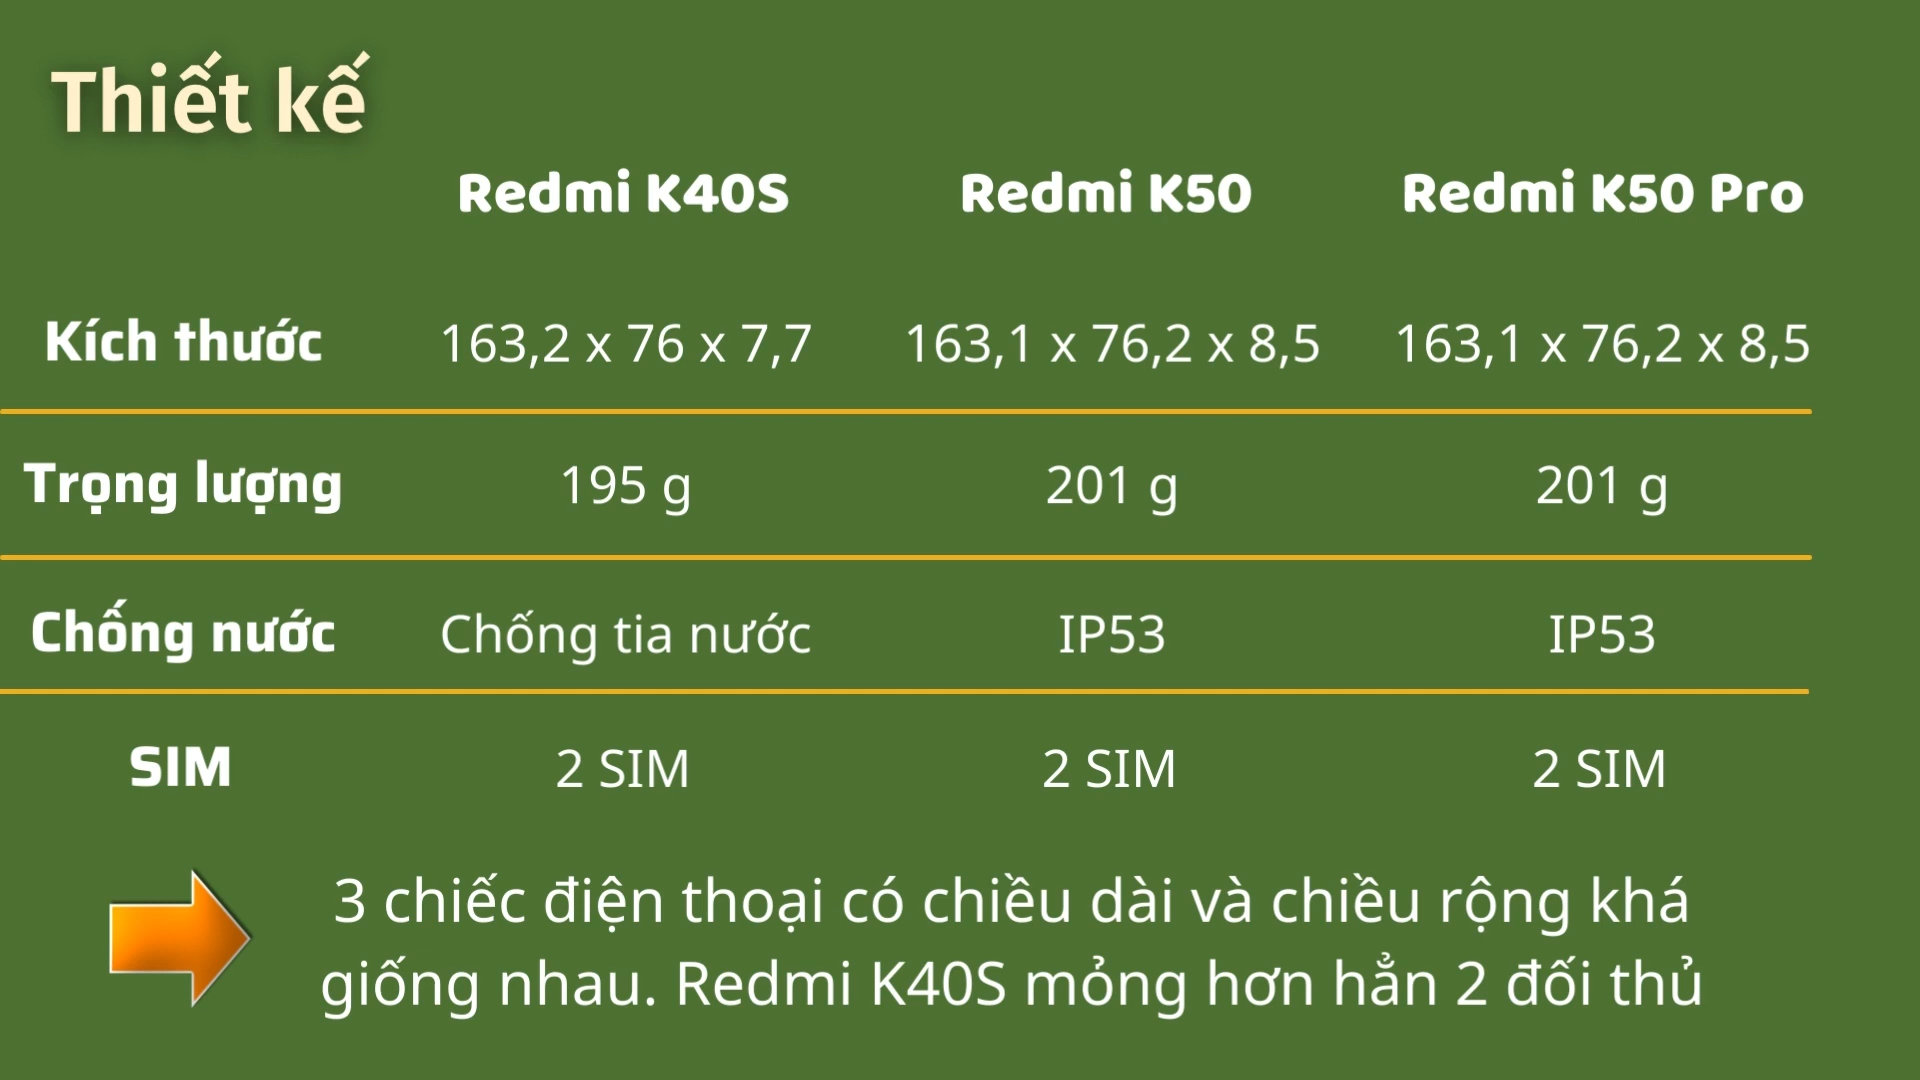 Thiết kế
Redmi K40S Redmi K50 Redmi K50 Pro
Kích thước 163,2 x 76 x 7,7 163,1 x 76,2 x 8,5 163,1 x 76,2 x 8,5
Trọng lượng 195 g 201 g 201 g
Chống nước Chống tia nước IP53 IP53
SIM 2 SIM 2 SIM 2 SIM
3 chiếc điện thoại có chiều dài và chiều rộng khá
giống nhau. Redmi K40S mỏng hơn hẳn 2 đối thủ